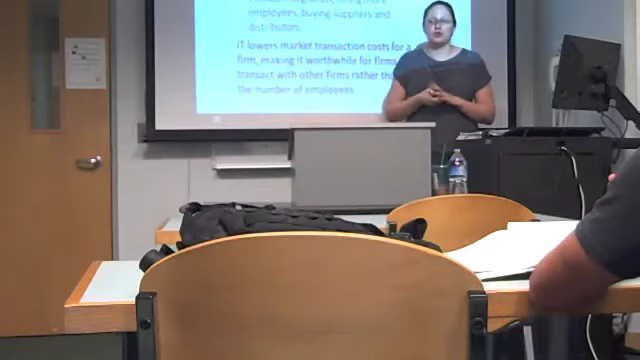 employees, buying suppliers and
distributors
IT lowers market transaction costs for a
firm, making it worthwhile for firms
transact with other firms rather
the number of employees